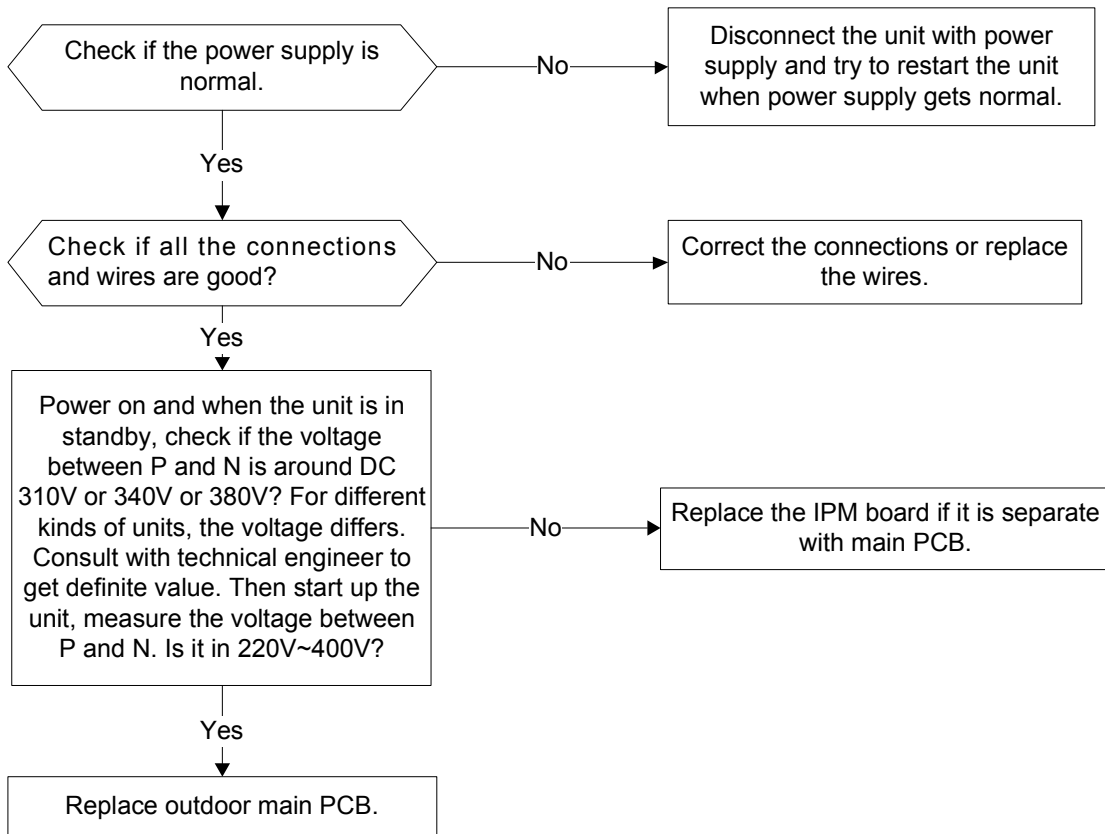 Check if the power supply is
normal.
No
Disconnect the unit with power
supply and try to restart the unit
when power supply gets normal.
Yes
Check if all the connections
and wires are good?
No
Correct the connections or replace
the wires.
Yes
Power on and when the unit is in
standby, check if the voltage
between P and N is around DC
310V or 340V or 380V? For different
kinds of units, the voltage differs.
Consult with technical engineer to
get definite value. Then start up the
unit, measure the voltage between
P and N. Is it in 220V~400V?
No
Replace the IPM board if it is separate
with main PCB.
Yes
Replace outdoor main PCB.